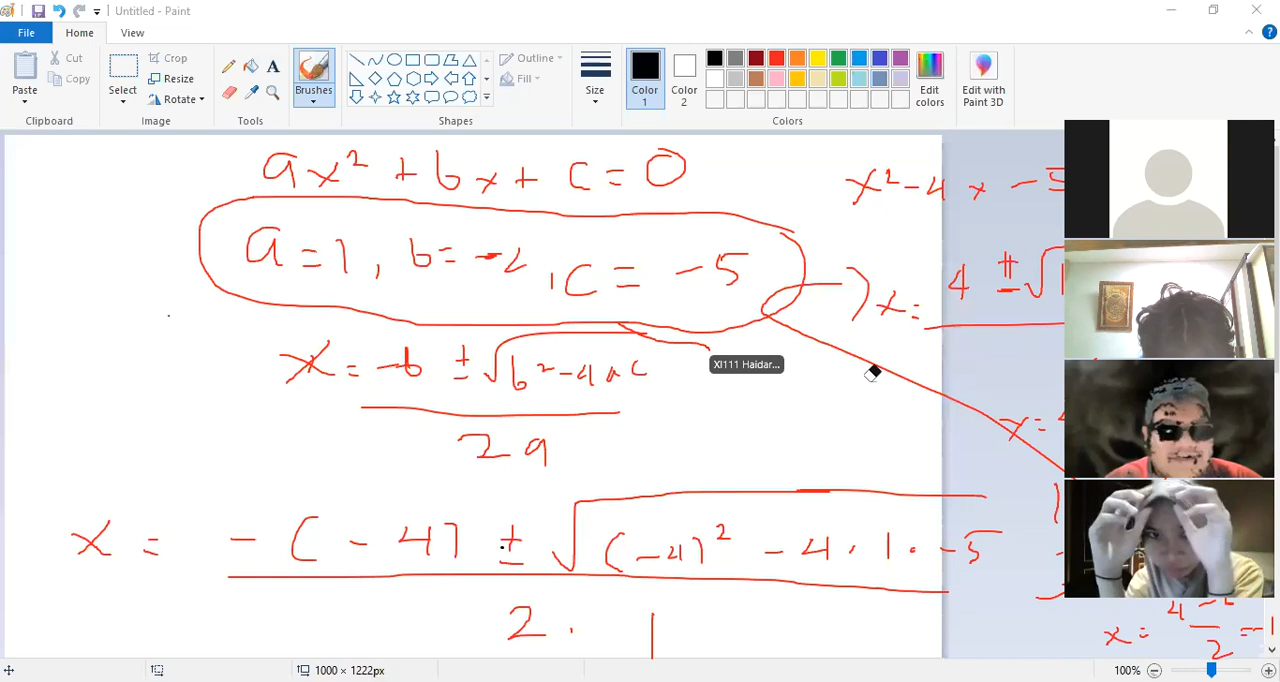 Untitled - Paint
File Home View
Paste
Cut
Copy
Clipboard
Select
Crop
Resize
Rotate
Image
Tools
Brushes
Shapes
Outline
Fill
Size
Color 1
Color 2
Colors
Edit colors
Edit with Paint 3D
ax² + bx + c = 0
a = 1, b = -4, c = -5
x = -b ± √b² - 4ac
2a
XI111 Haidar...
x = -(-4) ± √(-4)² - 4 · 1 · -5
2 · 1
x² - 4x - 5
x = 4 ±
x =
x = 4 -
2
= -1
1000 × 1222px
100%